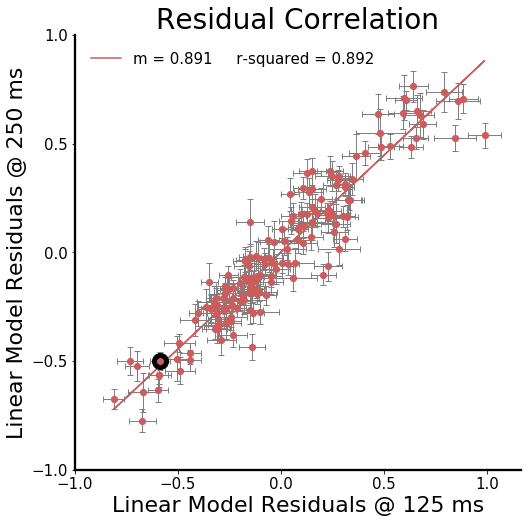 Residual Correlation
m = 0.891 r-squared = 0.892
Linear Model Residuals @ 250 ms
1.0
0.5
0.0
−0.5
−1.0
−1.0 −0.5 0.0 0.5 1.0
Linear Model Residuals @ 125 ms